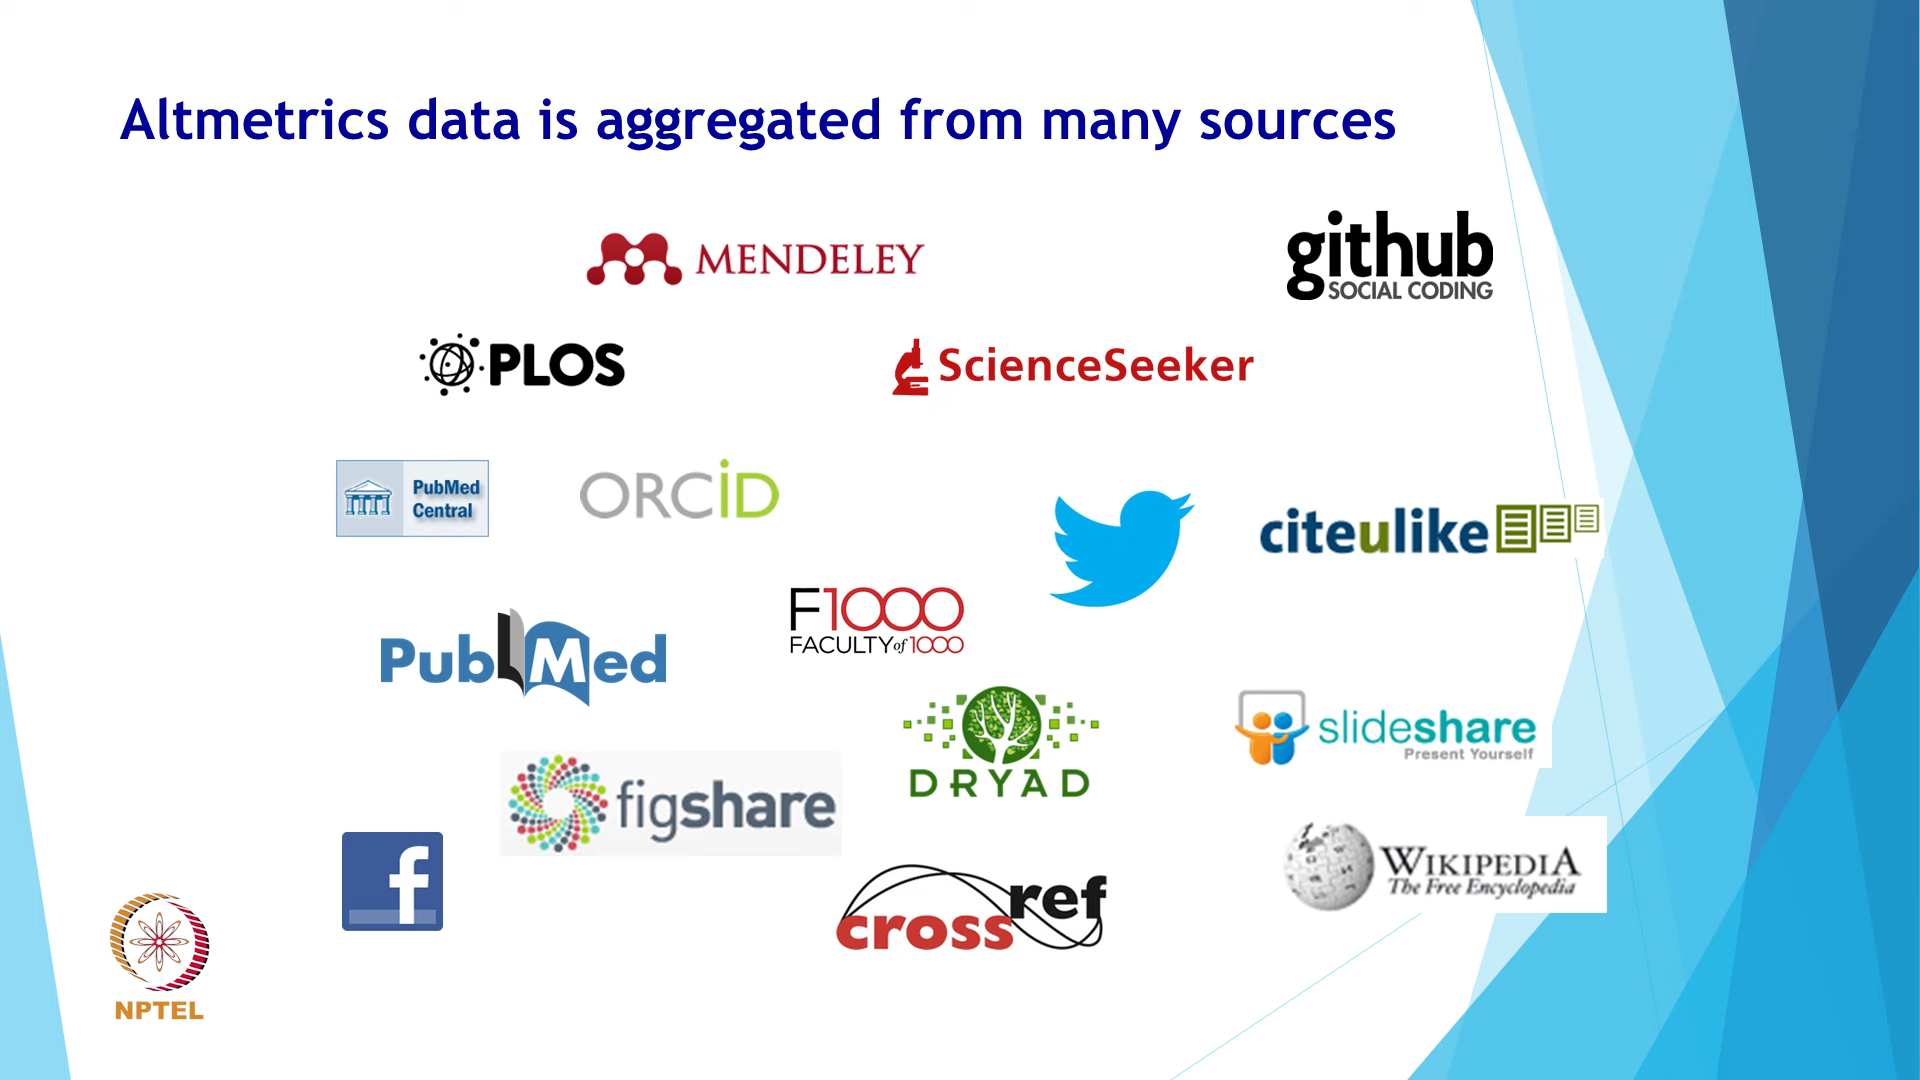 Altmetrics data is aggregated from many sources
MENDELEY
github
SOCIAL CODING
PLOS
ScienceSeeker
PubMed
Central
ORCiD
citeulike
F1000
FACULTY of 1000
PubMed
DRYAD
slideshare
Present Yourself
figshare
f
WIKIPEDIA
The Free Encyclopedia
crossref
NPTEL